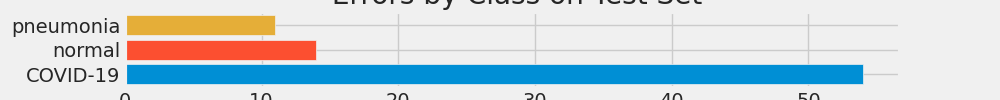 Errors by Class on Test Set
pneumonia
normal
COVID-19
0 10 20 30 40 50